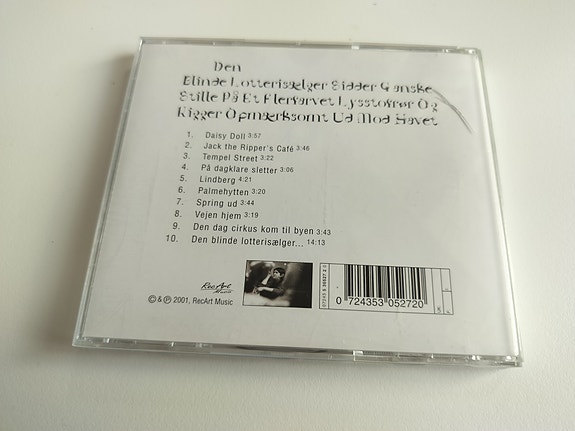 Den
Blinde Lotterisælger Sidder Ganske
Stille På Et Flerfarvet Lysstofrør Og
Kigger Opmærksomt Ud Mod Havet
1. Daisy Doll 3:57
2. Jack the Ripper's Café 3:46
3. Tempel Street 3:22
4. På dagklare sletter 3:06
5. Lindberg 4:21
6. Palmehytten 3:20
7. Spring ud 3:44
8. Vejen hjem 3:19
9. Den dag cirkus kom til byen 3:43
10. Den blinde lotterisælger... 14:13
RecArt
Music
© & ℗ 2001, RecArt Music
0 724353 052720